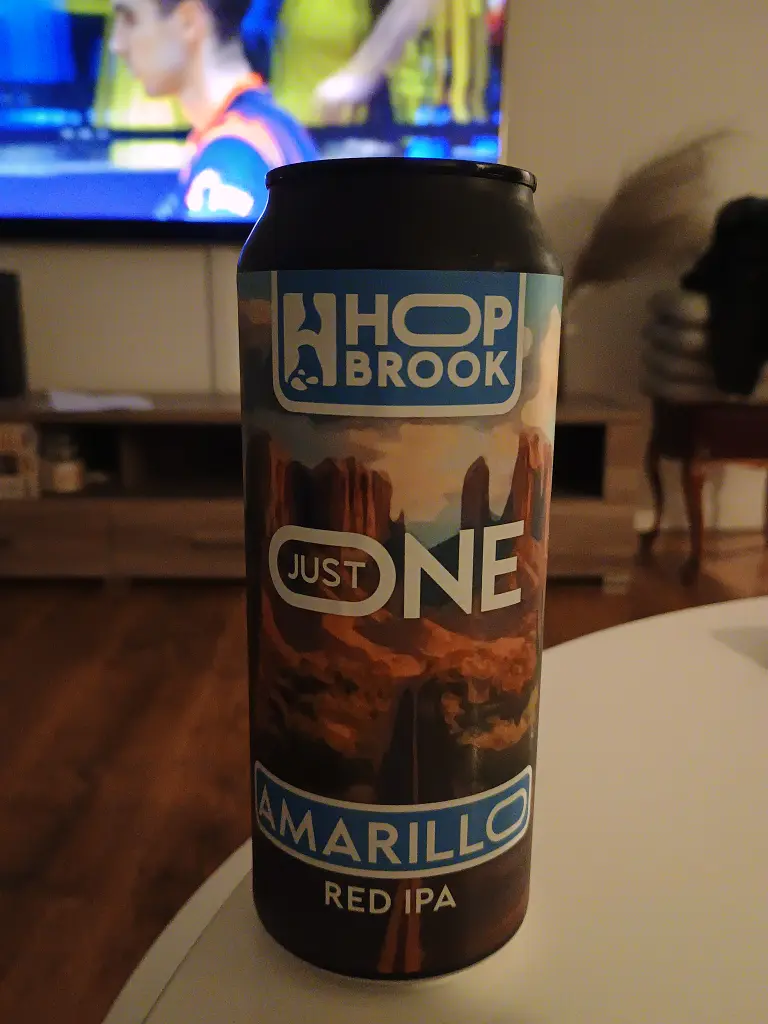 HOP
BROOK
JUST ONE
AMARILLO
RED IPA